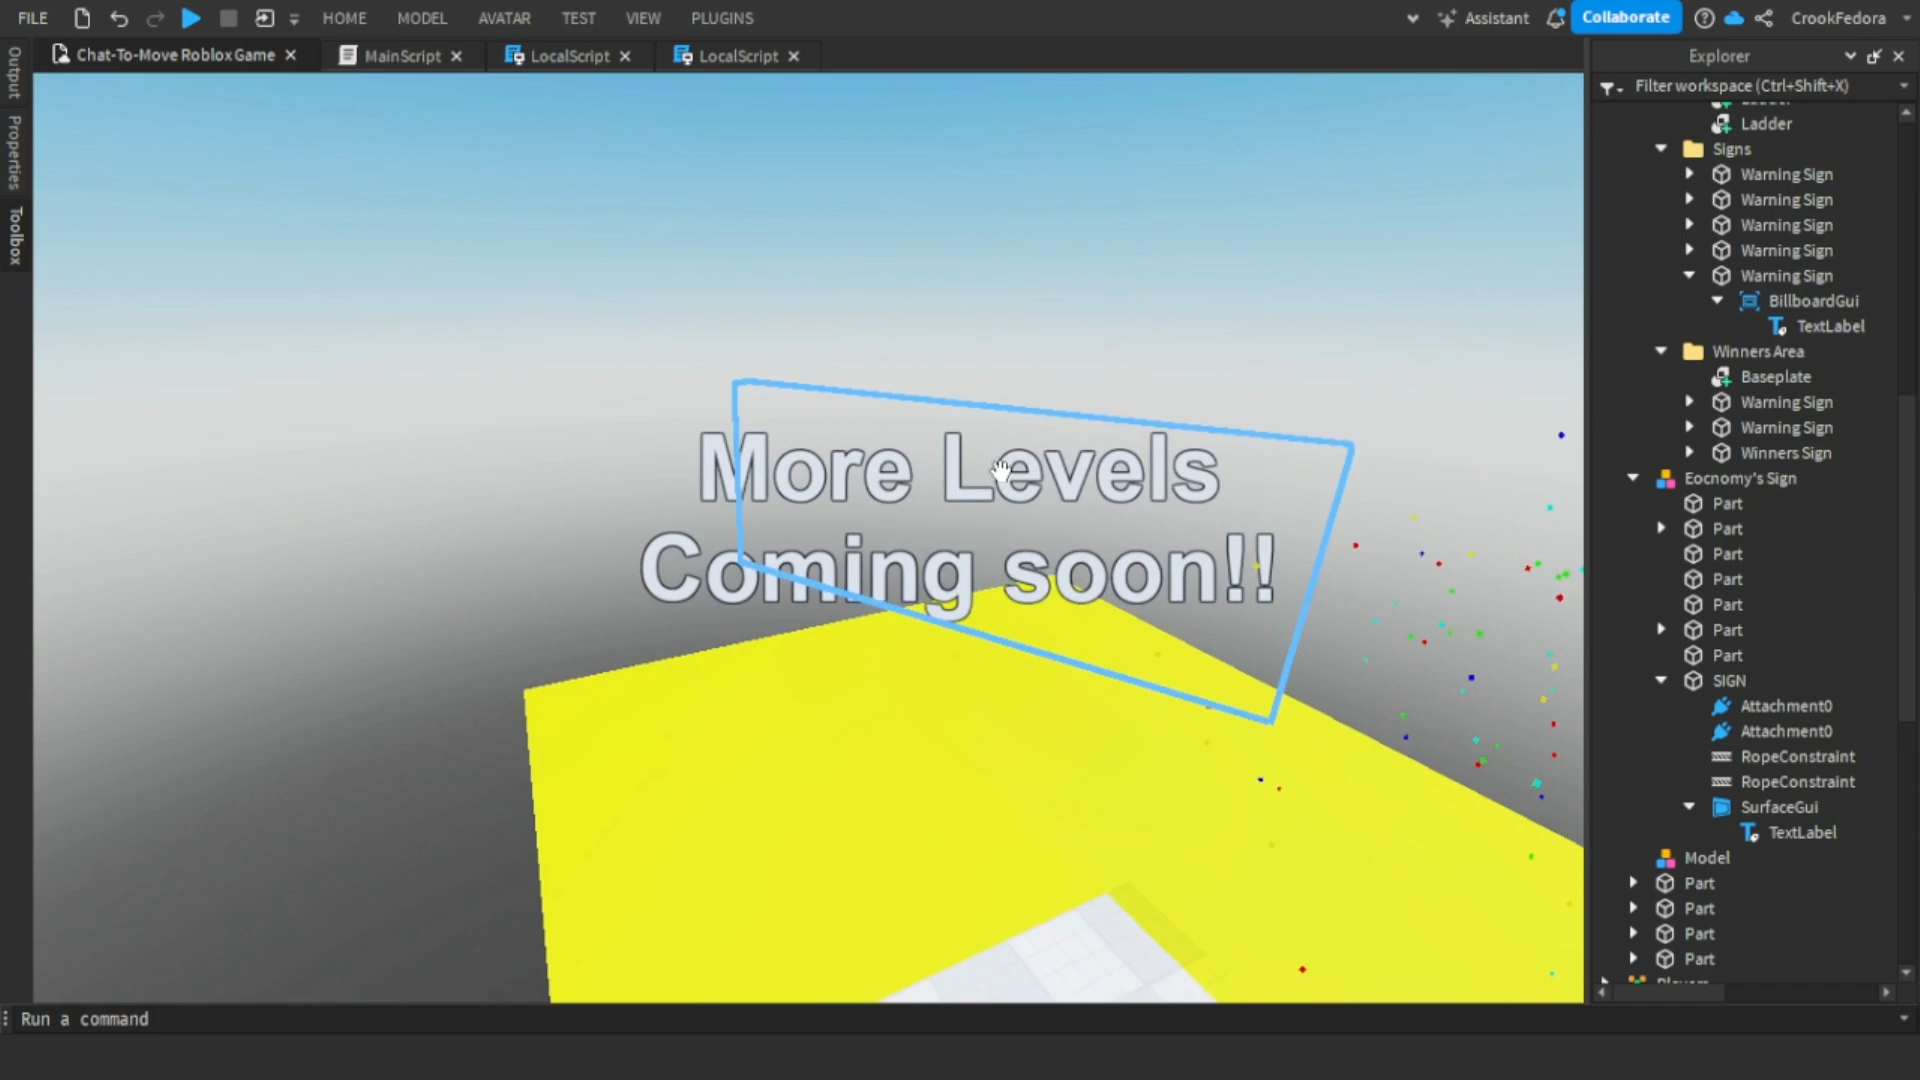 FILE HOME MODEL AVATAR TEST VIEW PLUGINS Assistant Collaborate CrookFedora
Chat-To-Move Roblox Game MainScript LocalScript LocalScript
Output
Properties
Toolbox
More Levels
Coming soon!!
Explorer
Filter workspace (Ctrl+Shift+X)
Ladder
Signs
Warning Sign
Warning Sign
Warning Sign
Warning Sign
Warning Sign
BillboardGui
TextLabel
Winners Area
Baseplate
Warning Sign
Warning Sign
Winners Sign
Eocnomy's Sign
Part
Part
Part
Part
Part
Part
Part
SIGN
Attachment0
Attachment0
RopeConstraint
RopeConstraint
SurfaceGui
TextLabel
Model
Part
Part
Part
Part
Run a command